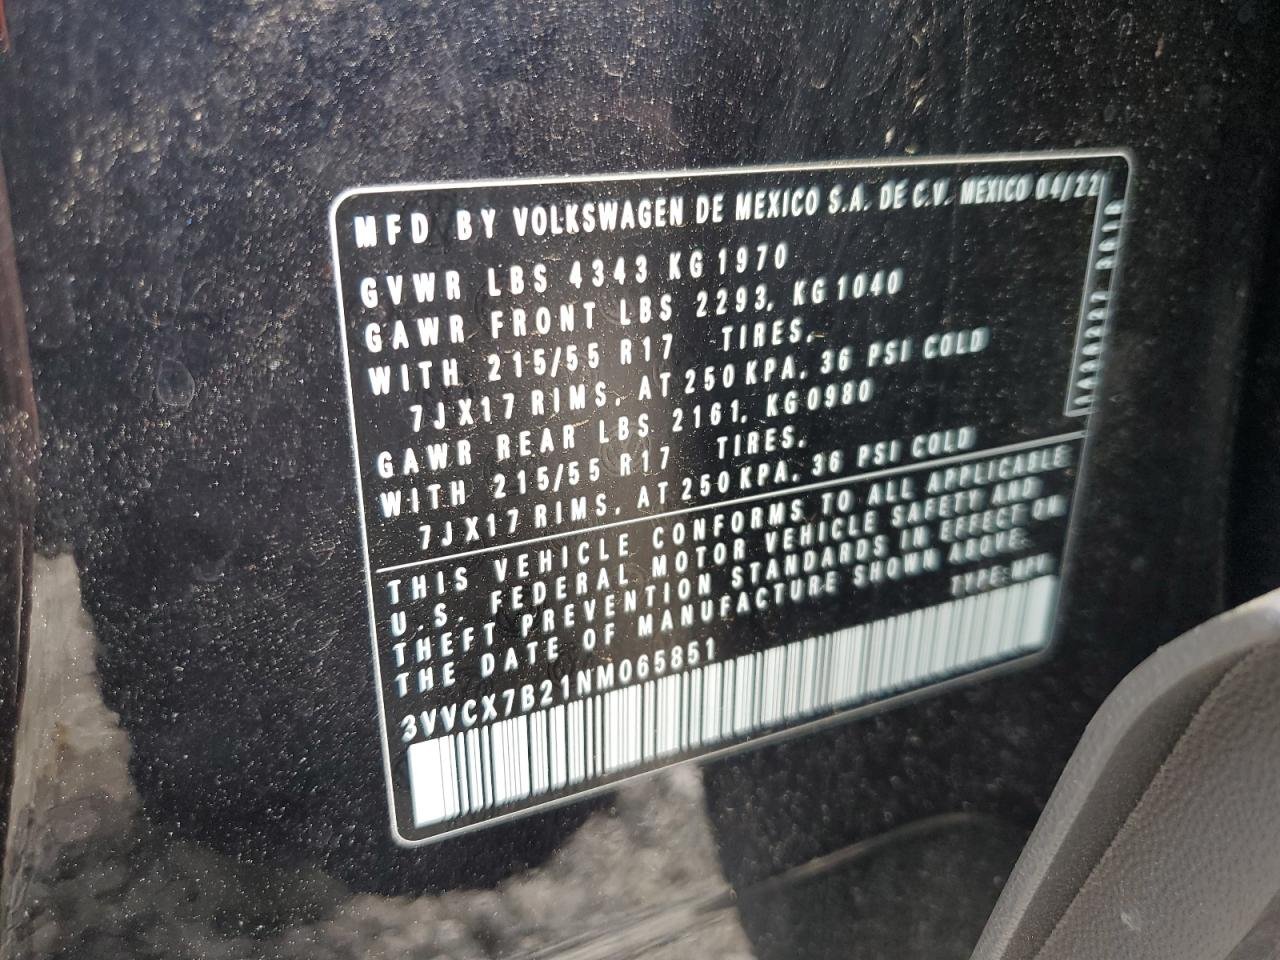 MFD BY VOLKSWAGEN DE MEXICO S.A. DE C.V. MEXICO 04/22
GVWR LBS 4343 KG 1970
GAWR FRONT LBS 2293, KG 1040
WITH 215/55 R17 TIRES,
7JX17 RIMS, AT 250 KPA, 36 PSI COLD
GAWR REAR LBS 2161, KG 0980
WITH 215/55 R17 TIRES,
7JX17 RIMS, AT 250 KPA, 36 PSI COLD
THIS VEHICLE CONFORMS TO ALL APPLICABLE
U.S. FEDERAL MOTOR VEHICLE SAFETY AND
THEFT PREVENTION STANDARDS IN EFFECT ON
THE DATE OF MANUFACTURE SHOWN ABOVE.
3VVCX7B21NM065851 TYPE: MPV